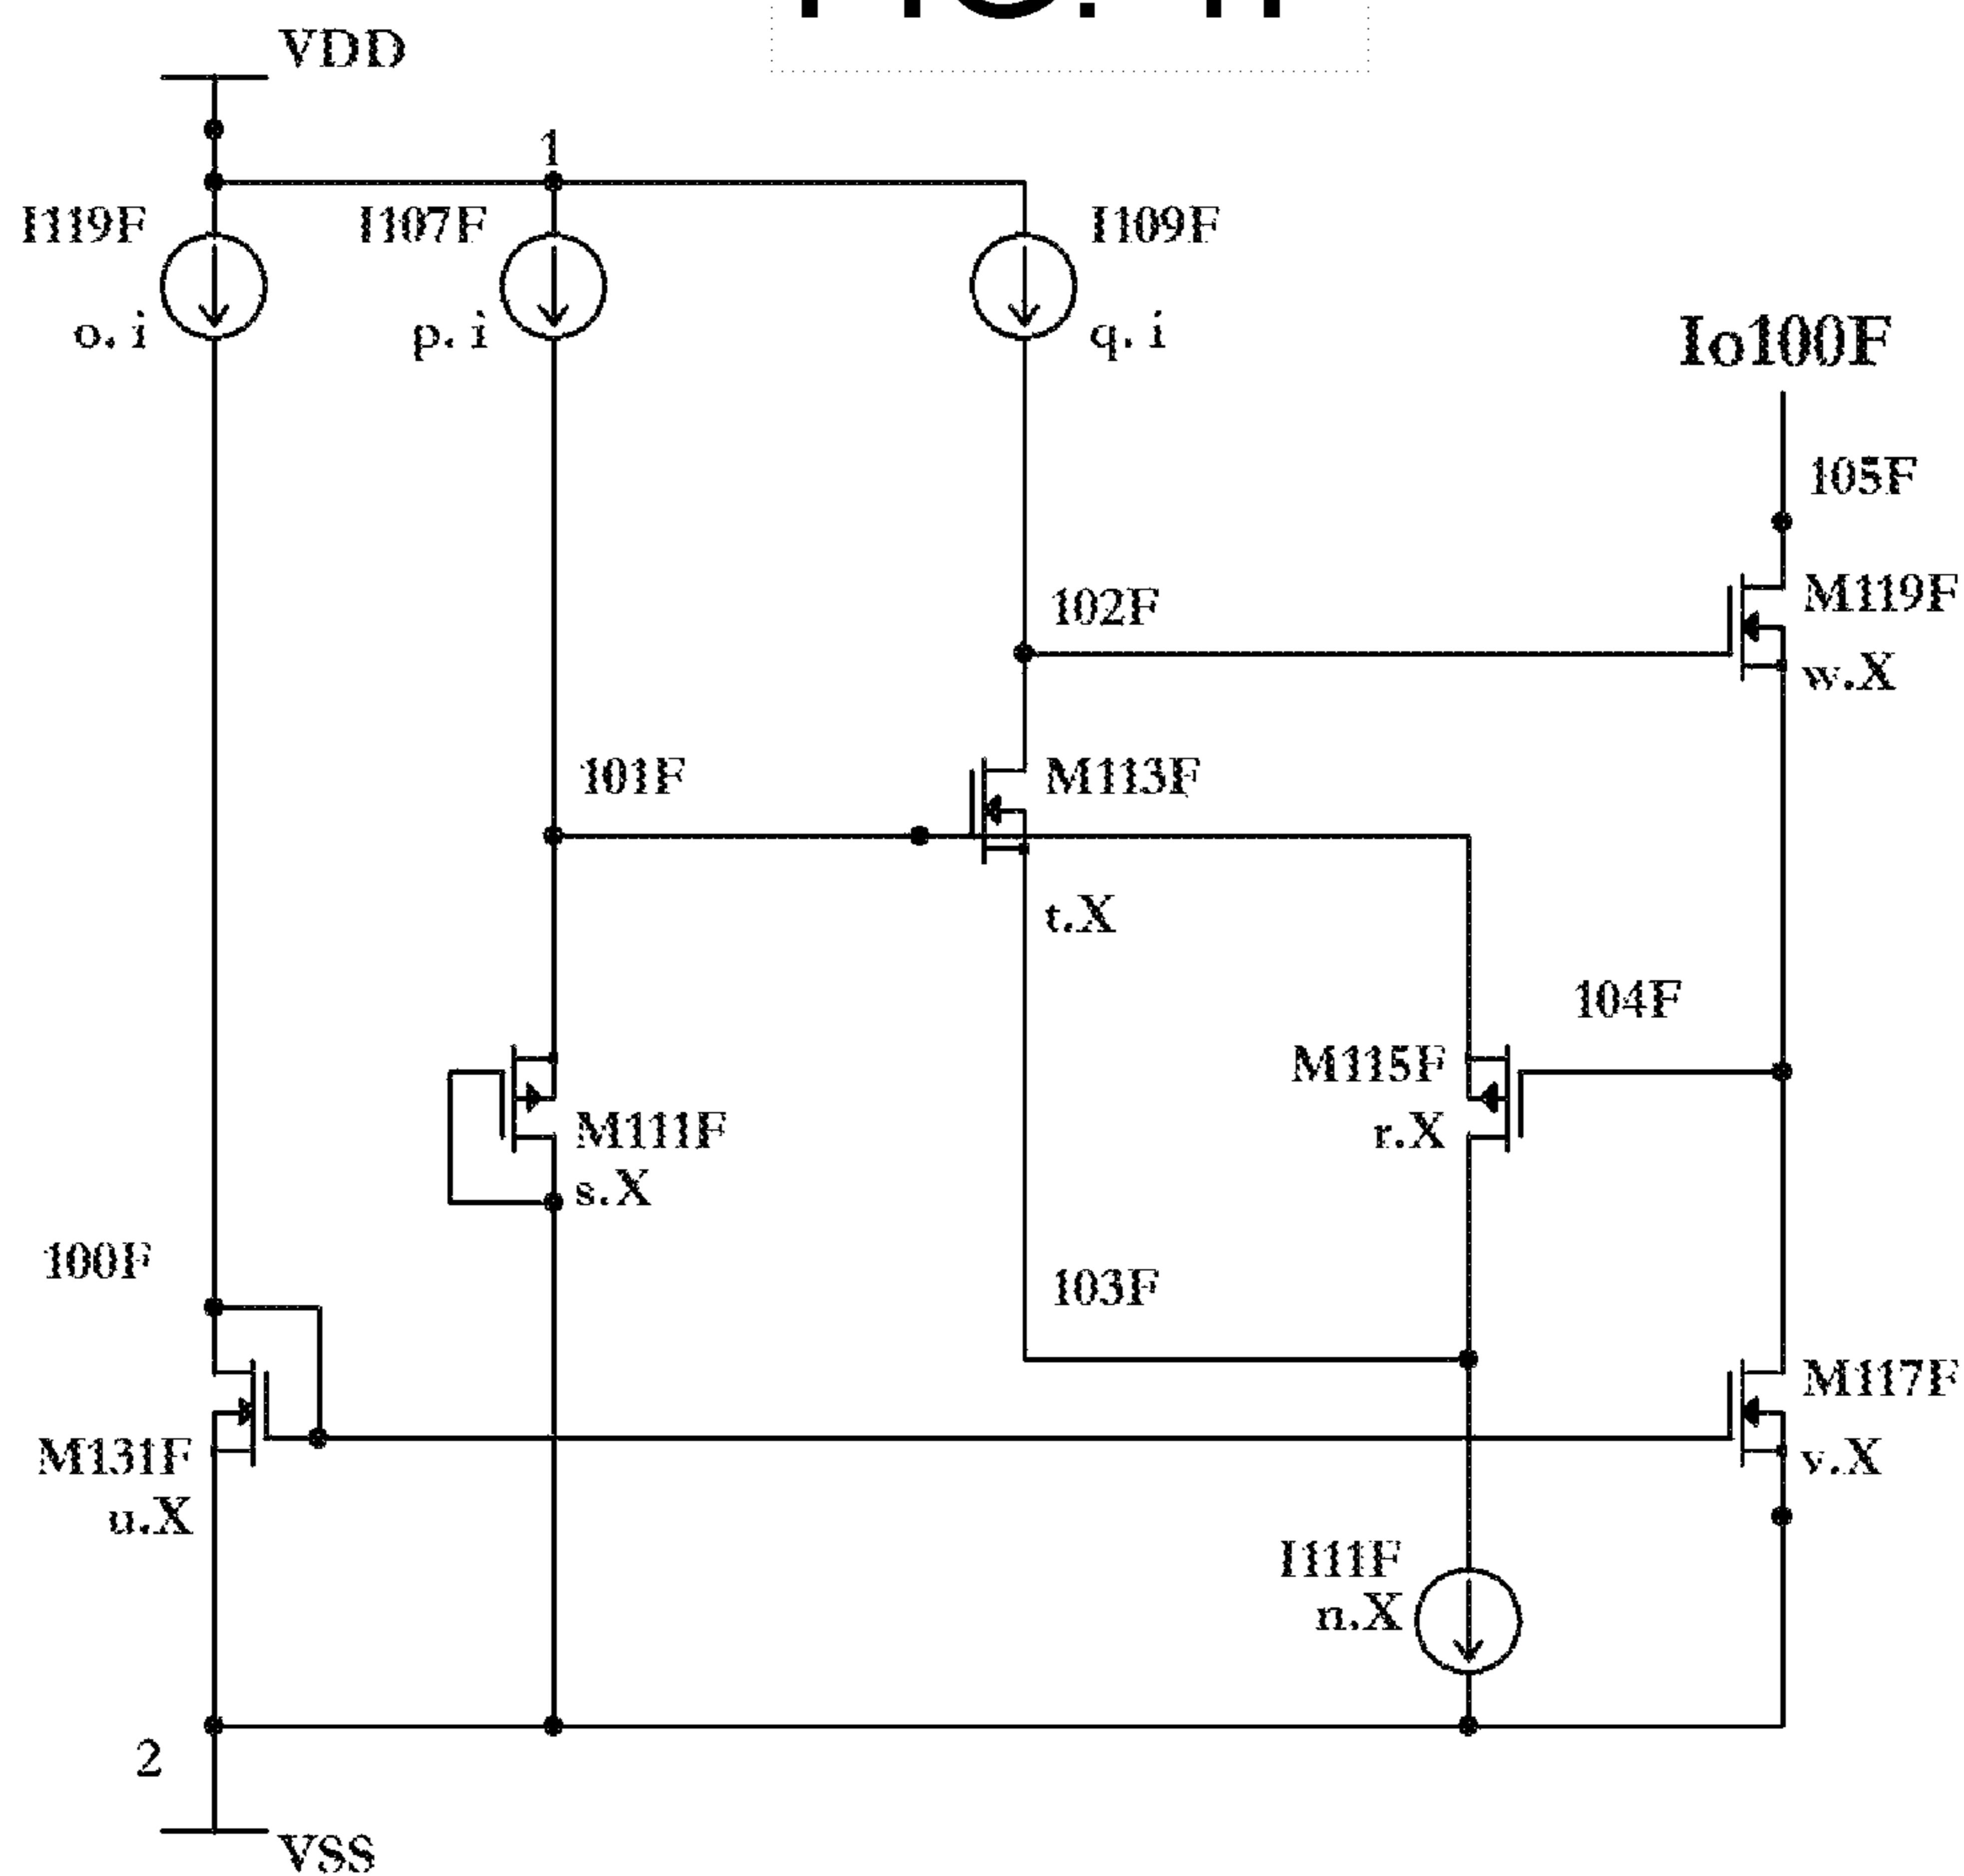 VDD
1
I119F
I107F
I109F
o. i
p. i
q. i
Io100F
105F
M119F
w.X
102F
101F
M113F
t.X
104F
M115F
r.X
M111F
s.X
100F
103F
M131F
u.X
M117F
v.X
I111F
n.X
2
VSS